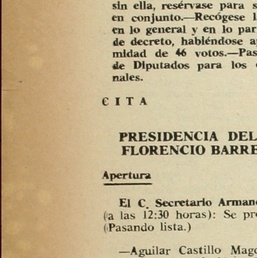 sin ella, resérvase para s
en conjunto.—Recógese l
en lo general y en lo par
de decreto, habiéndose a
midad de 46 votos.—Pas
de Diputados para los
nales.
CITA
PRESIDENCIA DEL
FLORENCIO BARRE
Apertura
El C. Secretario Arman
(a las 12:30 horas): Se pr
(Pasando lista.)
—Aguilar Castillo Mag